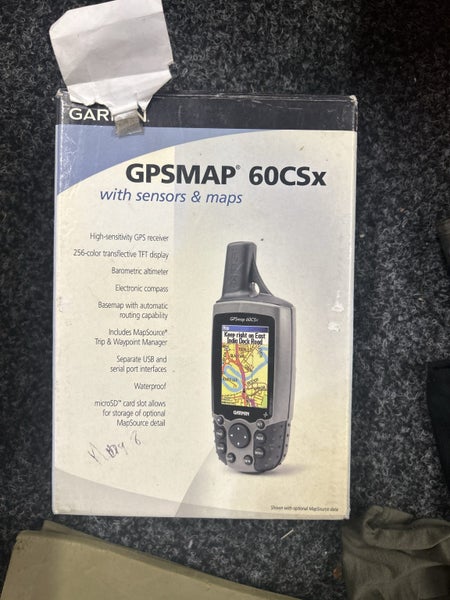 GARMIN
GPSMAP® 60CSx
with sensors & maps
High-sensitivity GPS receiver
256-color transflective TFT display
Barometric altimeter
Electronic compass
Basemap with automatic
routing capability
Includes MapSource®
Trip & Waypoint Manager
Separate USB and
serial port interfaces
Waterproof
microSD™ card slot allows
for storage of optional
MapSource detail
GPSmap 60CSx
Keep right on East
India Dock Road
GARMIN
Shown with optional MapSource data